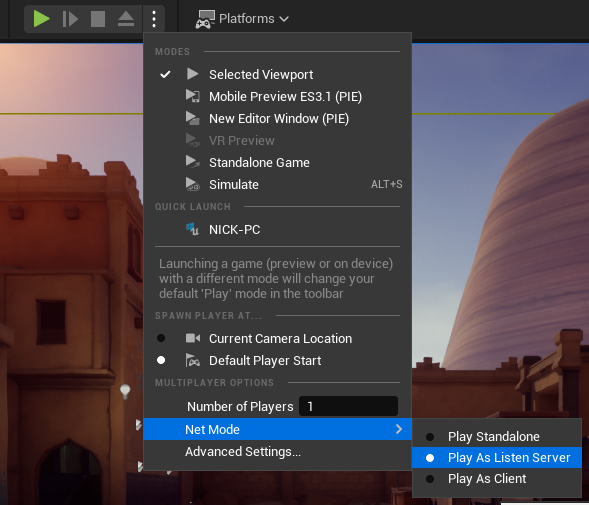 Platforms
MODES
Selected Viewport
Mobile Preview ES3.1 (PIE)
New Editor Window (PIE)
VR Preview
Standalone Game
Simulate ALT+S
QUICK LAUNCH
NICK-PC
Launching a game (preview or on device)
with a different mode will change your
default 'Play' mode in the toolbar
SPAWN PLAYER AT...
Current Camera Location
Default Player Start
MULTIPLAYER OPTIONS
Number of Players 1
Net Mode
Advanced Settings...
Play Standalone
Play As Listen Server
Play As Client